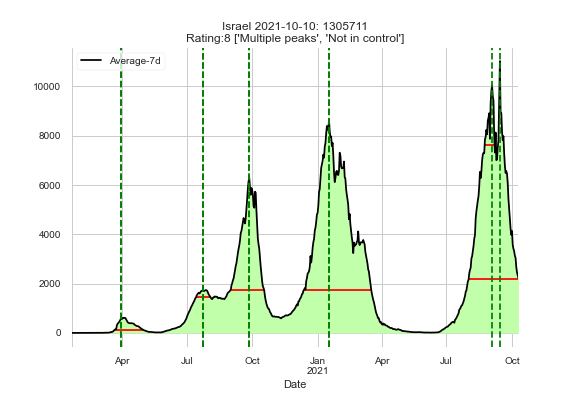 Israel 2021-10-10: 1305711
Rating:8 ['Multiple peaks', 'Not in control']
Average-7d
10000
8000
6000
4000
2000
0
Apr Jul Oct Jan Apr Jul Oct
2021
Date